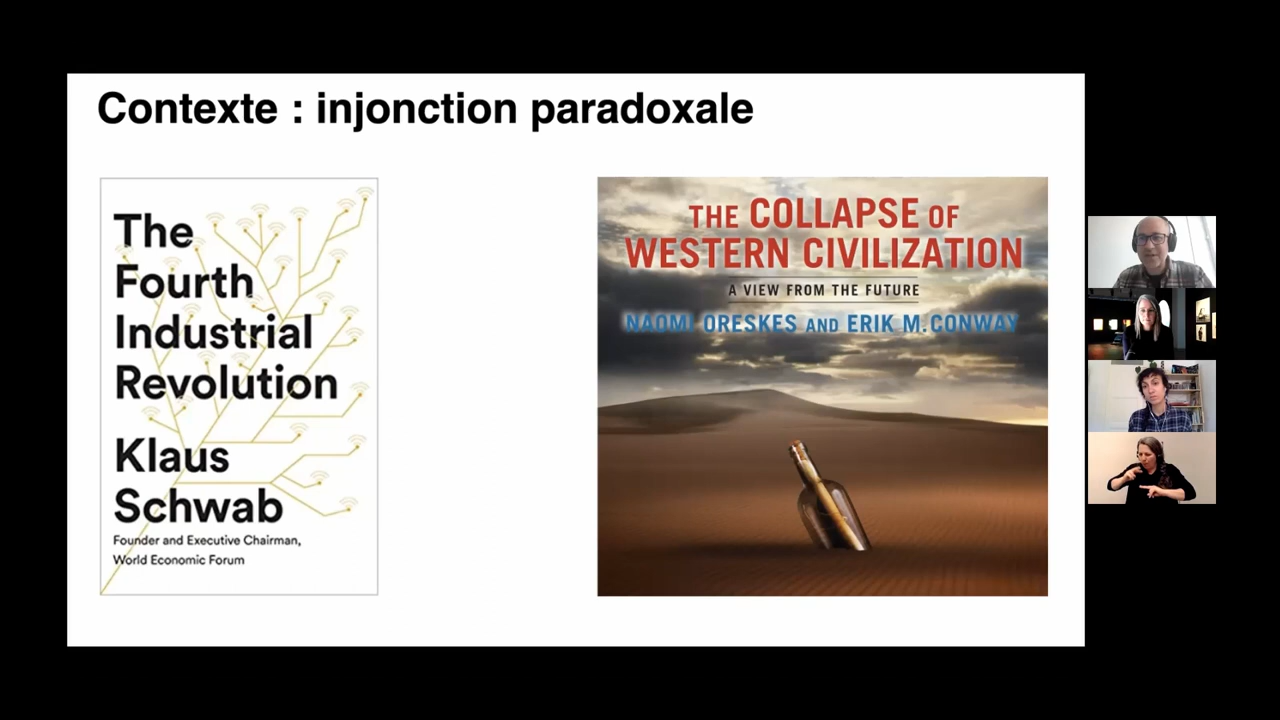 Contexte : injonction paradoxale
The
Fourth
Industrial
Revolution
Klaus
Schwab
Founder and Executive Chairman,
World Economic Forum
THE COLLAPSE OF
WESTERN CIVILIZATION
A VIEW FROM THE FUTURE
NAOMI ORESKES AND ERIK M. CONWAY